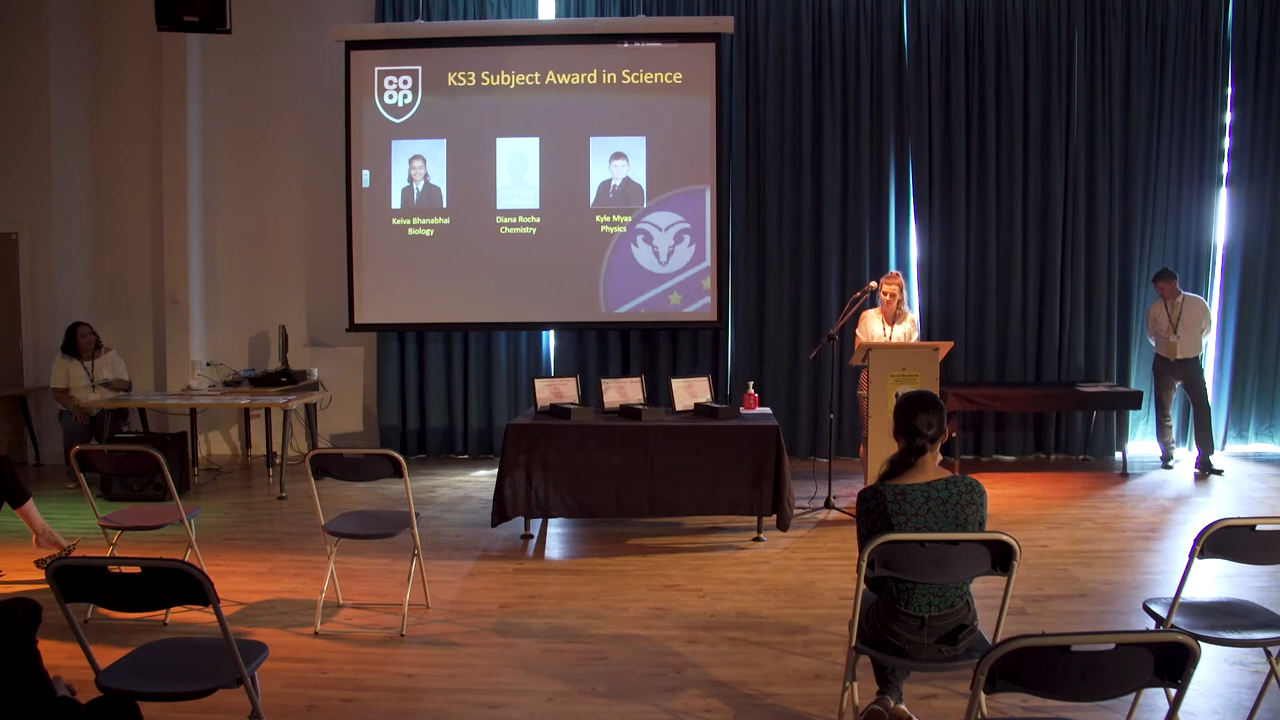 KS3 Subject Award in Science
CO
OP
Keiva Bhanabhai
Biology
Diana Rocha
Chemistry
Kyle Myas
Physics